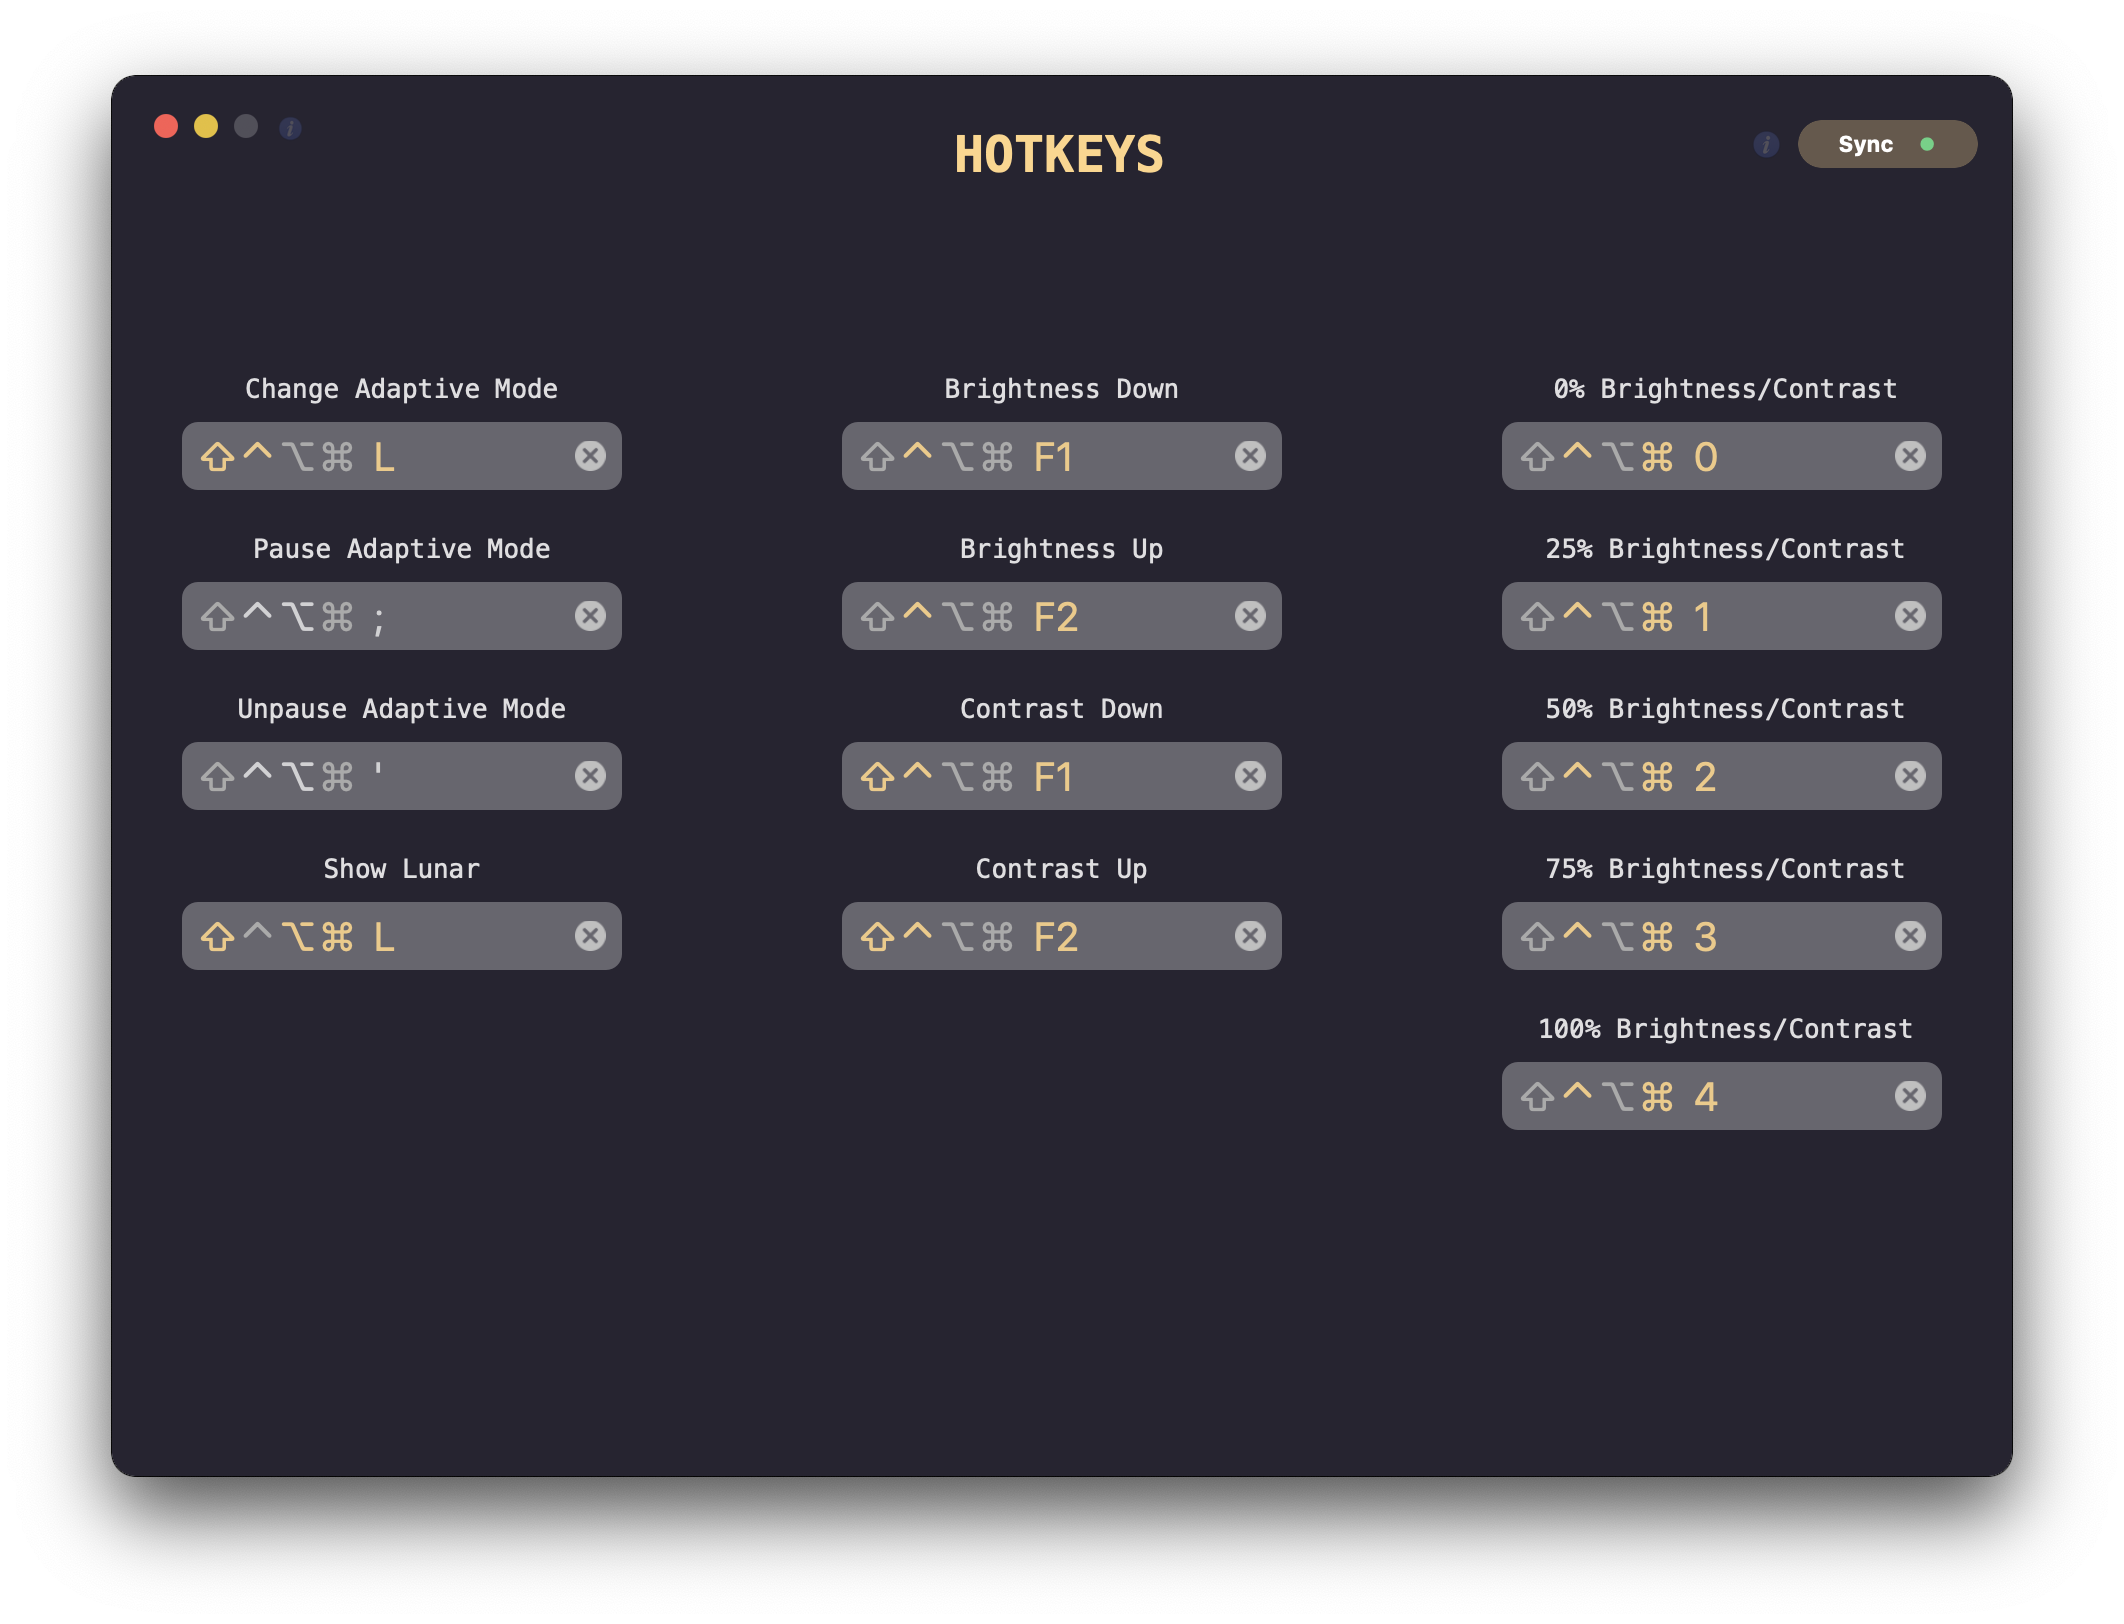 HOTKEYS
Sync
Change Adaptive Mode
⇧⌃⌥⌘ L
Pause Adaptive Mode
⇧⌃⌥⌘ ;
Unpause Adaptive Mode
⇧⌃⌥⌘ '
Show Lunar
⇧⌃⌥⌘ L
Brightness Down
⇧⌃⌥⌘ F1
Brightness Up
⇧⌃⌥⌘ F2
Contrast Down
⇧⌃⌥⌘ F1
Contrast Up
⇧⌃⌥⌘ F2
0% Brightness/Contrast
⇧⌃⌥⌘ 0
25% Brightness/Contrast
⇧⌃⌥⌘ 1
50% Brightness/Contrast
⇧⌃⌥⌘ 2
75% Brightness/Contrast
⇧⌃⌥⌘ 3
100% Brightness/Contrast
⇧⌃⌥⌘ 4